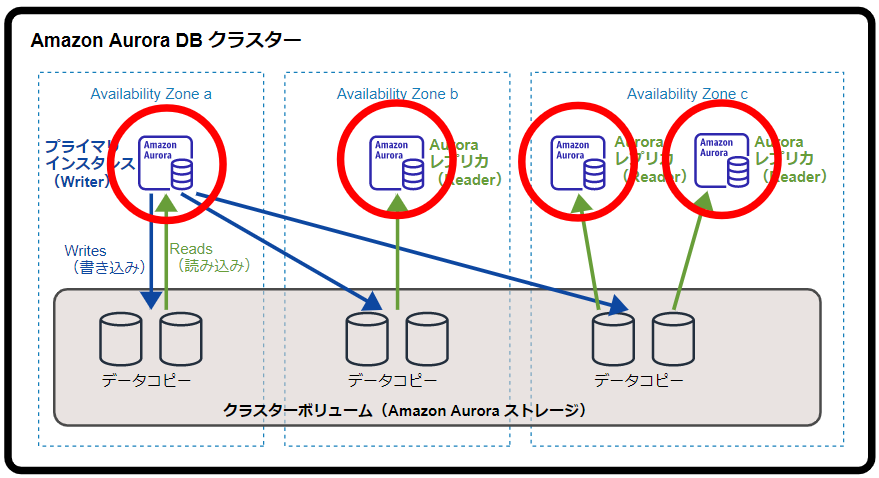 Amazon Aurora DB クラスター
Availability Zone a
Availability Zone b
Availability Zone c
プライマリ
インスタンス
（Writer）
Amazon
Aurora
Amazon
Aurora
Aurora
レプリカ
（Reader）
Amazon
Aurora
Aurora
レプリカ
（Reader）
Amazon
Aurora
Aurora
レプリカ
（Reader）
Writes
（書き込み）
Reads
（読み込み）
データコピー
データコピー
データコピー
クラスターボリューム（Amazon Aurora ストレージ）